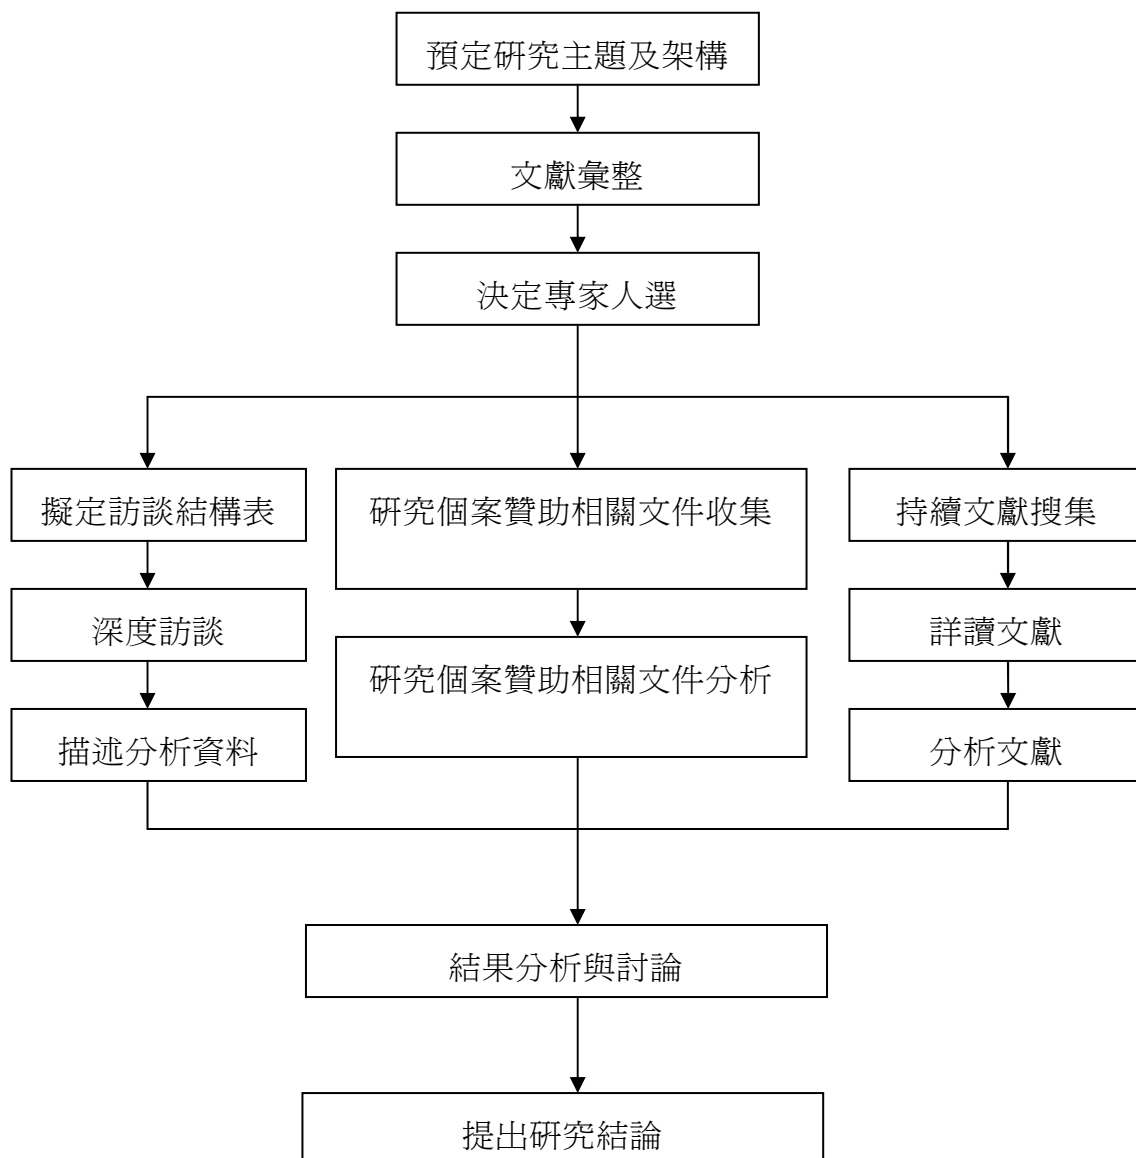 預定研究主題及架構
文獻彙整
決定專家人選
擬定訪談結構表
深度訪談
描述分析資料
研究個案贊助相關文件收集
研究個案贊助相關文件分析
持續文獻搜集
詳讀文獻
分析文獻
結果分析與討論
提出研究結論